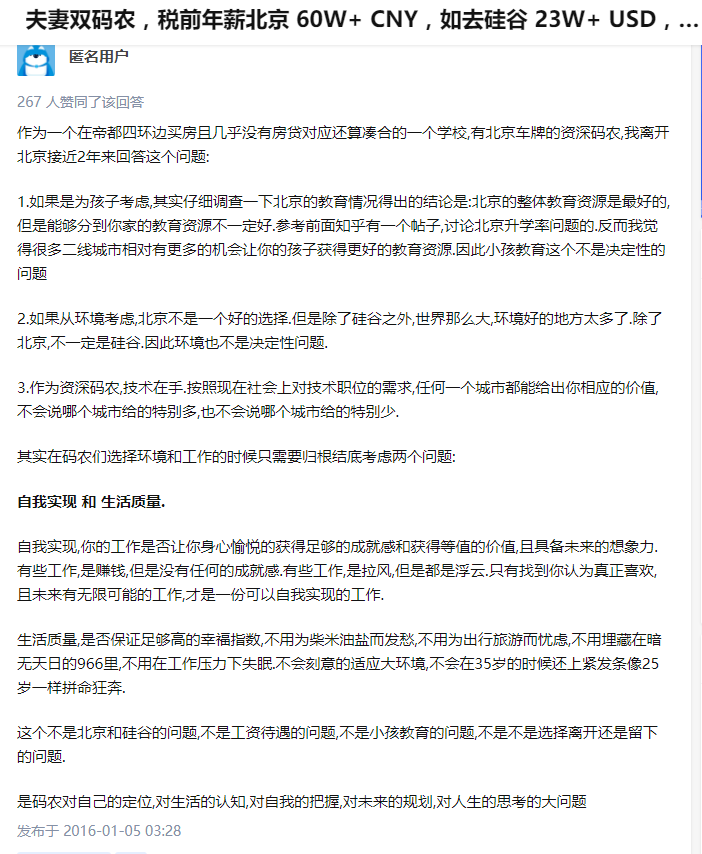 夫妻双码农，税前年薪北京 60W+ CNY，如去硅谷 23W+ USD，...
匿名用户
267 人赞同了该回答
作为一个在帝都四环边买房且几乎没有房贷对应还算凑合的一个学校,有北京车牌的资深码农,我离开
北京接近2年来回答这个问题:
1.如果是为孩子考虑,其实仔细调查一下北京的教育情况得出的结论是:北京的整体教育资源是最好的,
但是能够分到你家的教育资源不一定好.参考前面知乎有一个帖子,讨论北京升学率问题的.反而我觉
得很多二线城市相对有更多的机会让你的孩子获得更好的教育资源.因此小孩教育这个不是决定性的
问题
2.如果从环境考虑,北京不是一个好的选择.但是除了硅谷之外,世界那么大,环境好的地方太多了.除了
北京,不一定是硅谷.因此环境也不是决定性问题.
3.作为资深码农,技术在手.按照现在社会上对技术职位的需求,任何一个城市都能给出你相应的价值,
不会说哪个城市给的特别多,也不会说哪个城市给的特别少.
其实在码农们选择环境和工作的时候只需要归根结底考虑两个问题:
自我实现 和 生活质量.
自我实现,你的工作是否让你身心愉悦的获得足够的成就感和获得等值的价值,且具备未来的想象力.
有些工作,是赚钱,但是没有任何的成就感.有些工作,是拉风,但是都是浮云.只有找到你认为真正喜欢,
且未来有无限可能的工作,才是一份可以自我实现的工作.
生活质量,是否保证足够高的幸福指数,不用为柴米油盐而发愁,不用为出行旅游而忧虑,不用埋藏在暗
无天日的966里,不用在工作压力下失眠.不会刻意的适应大环境,不会在35岁的时候还上紧发条像25
岁一样拼命狂奔.
这个不是北京和硅谷的问题,不是工资待遇的问题,不是小孩教育的问题,不是不是选择离开还是留下
的问题.
是码农对自己的定位,对生活的认知,对自我的把握,对未来的规划,对人生的思考的大问题
发布于 2016-01-05 03:28